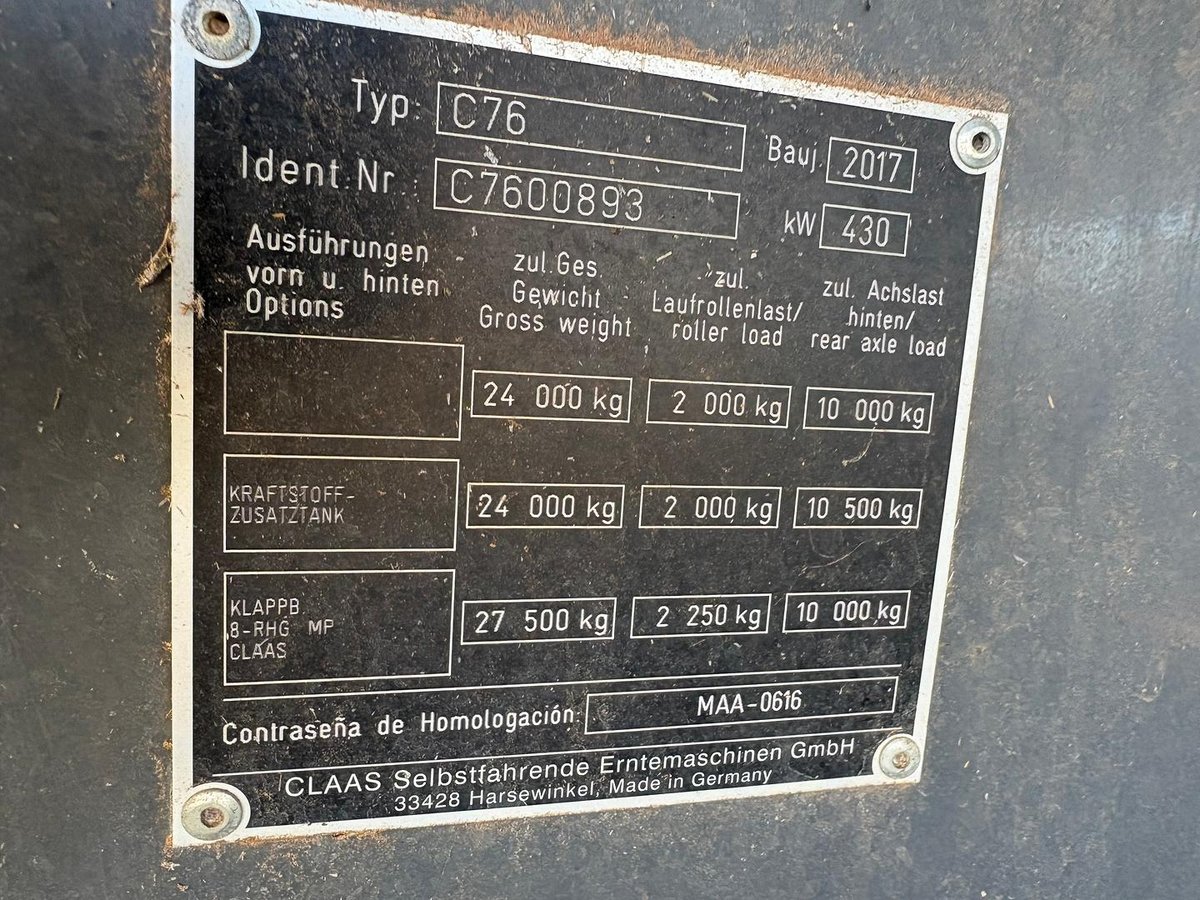 Typ: C76 Bauj. 2017
Ident.Nr. C7600893 kW 430
Ausführungen
vorn u. hinten
Options
zul.Ges.
Gewicht
Gross weight
zul.
Laufrollenlast/
roller load
zul. Achslast
hinten/
rear axle load
24 000 kg 2 000 kg 10 000 kg
KRAFTSTOFF-
ZUSATZTANK
24 000 kg 2 000 kg 10 500 kg
KLAPPB.
8-RHG MP
CLAAS
27 500 kg 2 250 kg 10 000 kg
Contraseña de Homologación: MAA-0616
CLAAS Selbstfahrende Erntemaschinen GmbH
33428 Harsewinkel, Made in Germany